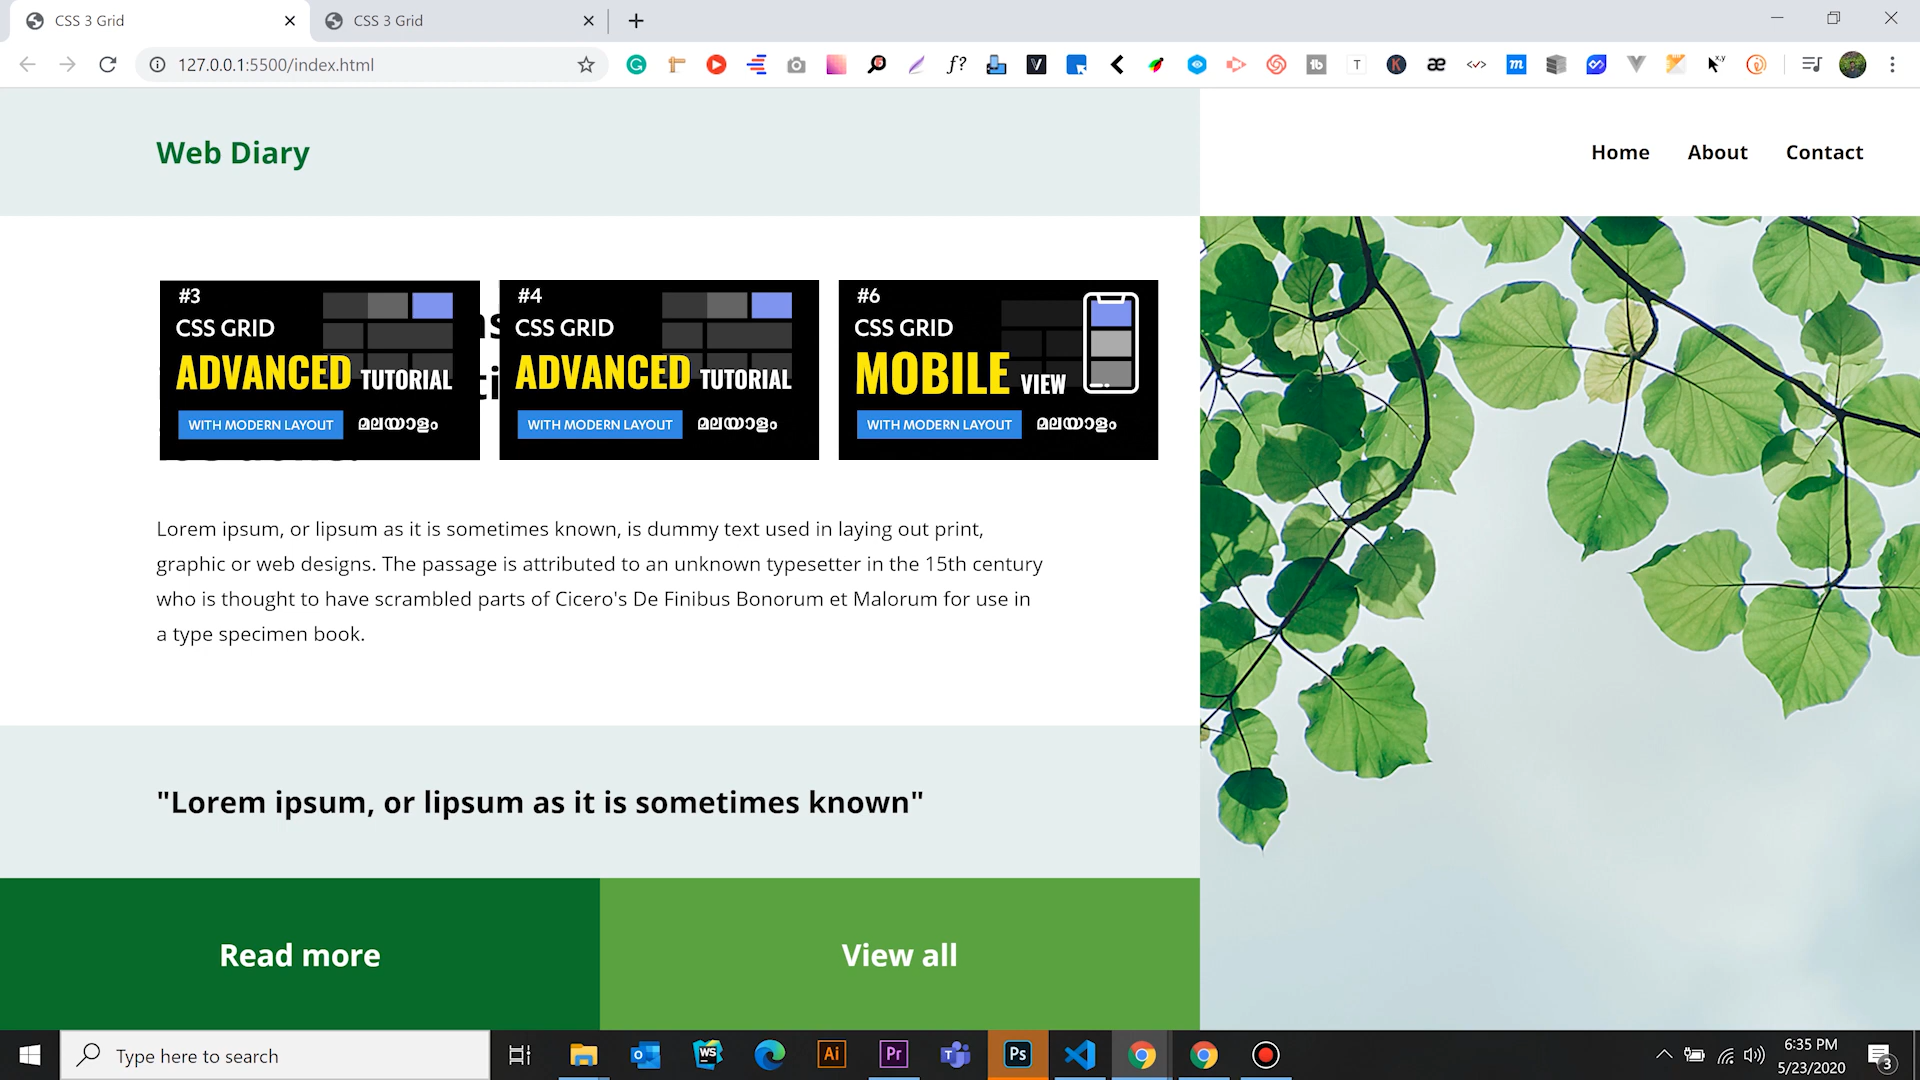 CSS 3 Grid
CSS 3 Grid
127.0.0.1:5500/index.html
Web Diary
Home About Contact
#3
CSS GRID
ADVANCED TUTORIAL
WITH MODERN LAYOUT മലയാളം
#4
CSS GRID
ADVANCED TUTORIAL
WITH MODERN LAYOUT മലയാളം
#6
CSS GRID
MOBILE VIEW
WITH MODERN LAYOUT മലയാളം
Lorem ipsum, or lipsum as it is sometimes known, is dummy text used in laying out print,
graphic or web designs. The passage is attributed to an unknown typesetter in the 15th century
who is thought to have scrambled parts of Cicero's De Finibus Bonorum et Malorum for use in
a type specimen book.
"Lorem ipsum, or lipsum as it is sometimes known"
Read more
View all
Type here to search
6:35 PM
5/23/2020
3